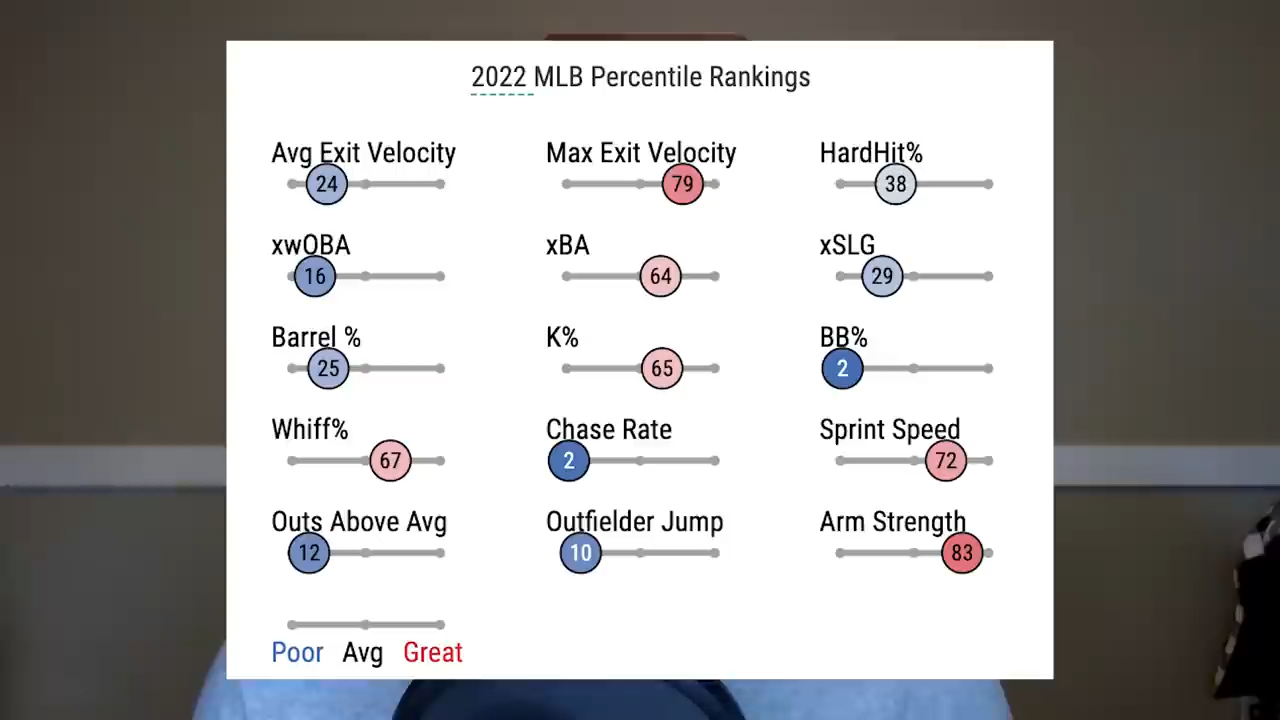 2022 MLB Percentile Rankings
Avg Exit Velocity Max Exit Velocity HardHit%
24 79 38
xwOBA xBA xSLG
16 64 29
Barrel % K% BB%
25 65 2
Whiff% Chase Rate Sprint Speed
67 2 72
Outs Above Avg Outfielder Jump Arm Strength
12 10 83
Poor Avg Great